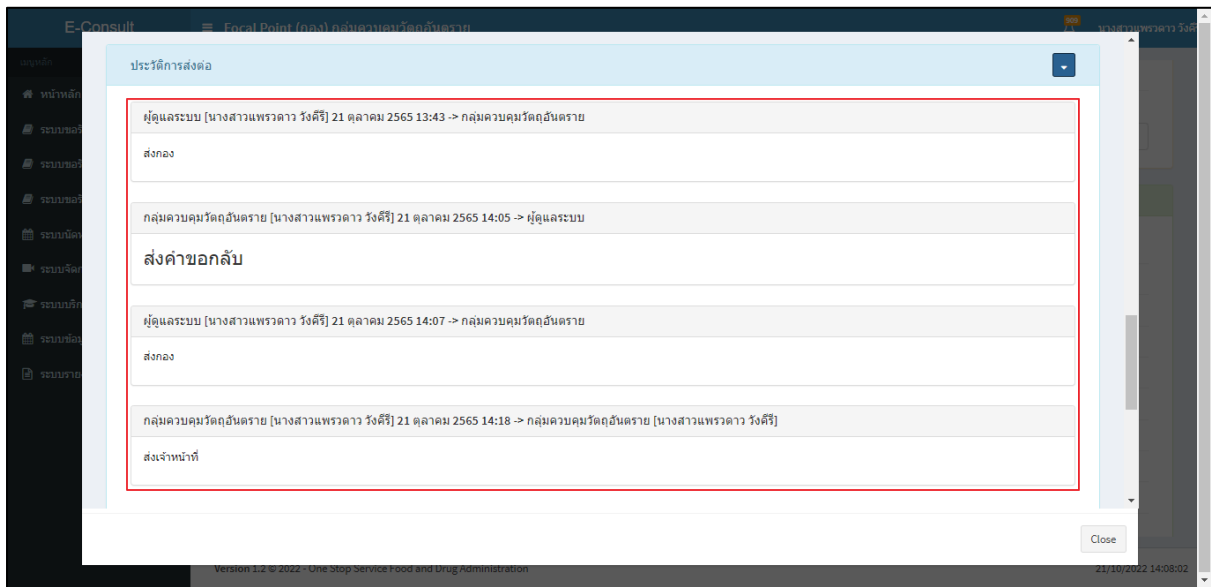 E-Consult
Focal Point (กอง) กลุ่มควบคุมวัตถุอันตราย
นางสาวแพรวดาว วังคีรี
เมนูหลัก
ประวัติการส่งต่อ
หน้าหลัก
ผู้ดูแลระบบ [นางสาวแพรวดาว วังคีรี] 21 ตุลาคม 2565 13:43 -> กลุ่มควบคุมวัตถุอันตราย
ส่งกอง
กลุ่มควบคุมวัตถุอันตราย [นางสาวแพรวดาว วังคีรี] 21 ตุลาคม 2565 14:05 -> ผู้ดูแลระบบ
ส่งคำขอกลับ
ผู้ดูแลระบบ [นางสาวแพรวดาว วังคีรี] 21 ตุลาคม 2565 14:07 -> กลุ่มควบคุมวัตถุอันตราย
ส่งกอง
กลุ่มควบคุมวัตถุอันตราย [นางสาวแพรวดาว วังคีรี] 21 ตุลาคม 2565 14:18 -> กลุ่มควบคุมวัตถุอันตราย [นางสาวแพรวดาว วังคีรี]
ส่งเจ้าหน้าที่
Close
Version 1.2 © 2022 - One Stop Service Food and Drug Administration
21/10/2022 14:08:02